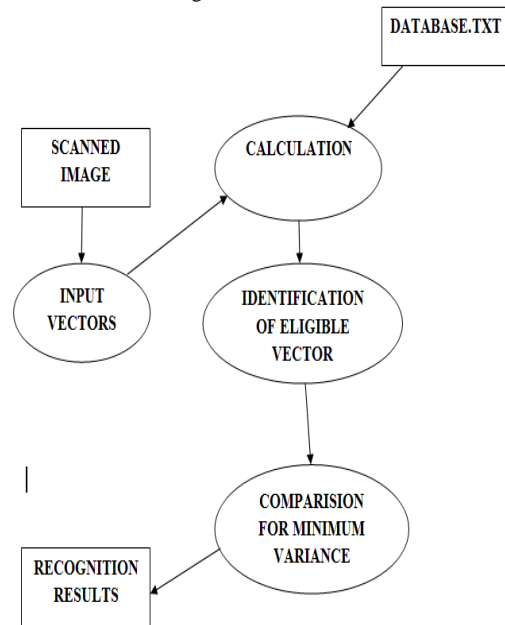 DATABASE.TXT
CALCULATION
SCANNED
IMAGE
INPUT
VECTORS
IDENTIFICATION
OF ELIGIBLE
VECTOR
COMPARISION
FOR MINIMUM
VARIANCE
RECOGNITION
RESULTS